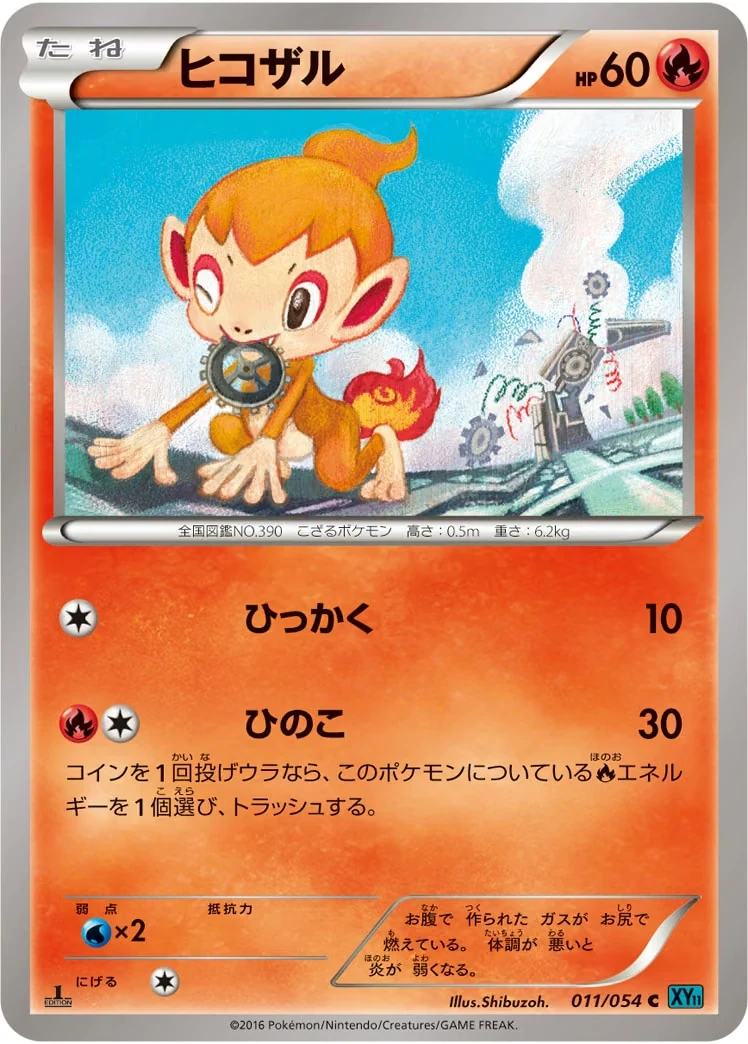 たね ヒコザル HP60
全国図鑑NO.390 こざるポケモン 高さ：0.5m 重さ：6.2kg
ひっかく 10
ひのこ 30
コインを1回投げウラなら、このポケモンについているエネル
ギーを1個選び、トラッシュする。
弱点 抵抗力
×2
にげる
お腹で 作られた ガスが お尻で
燃えている。 体調が 悪いと
炎が 弱くなる。
1 EDITION
Illus.Shibuzoh. 011/054 C XY11
©2016 Pokémon/Nintendo/Creatures/GAME FREAK.